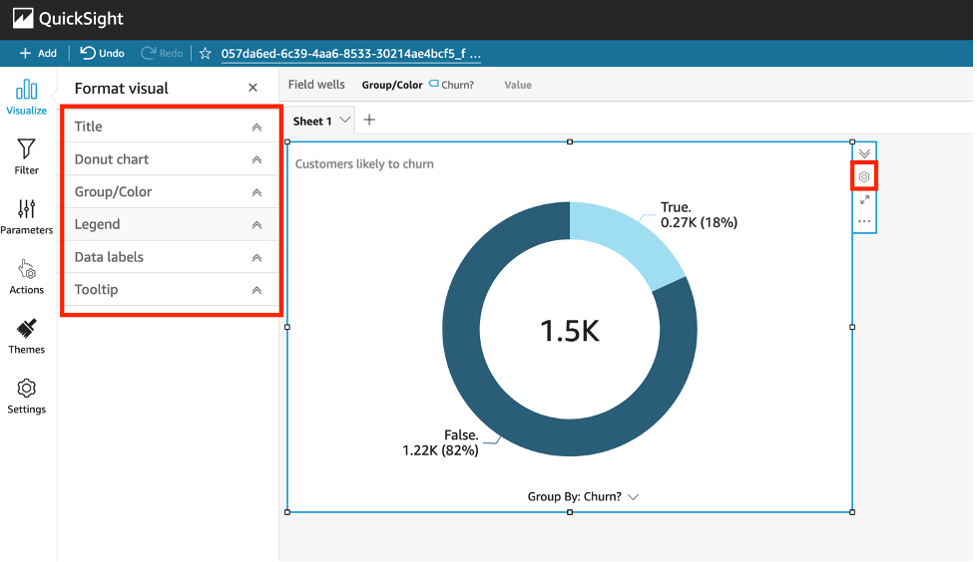 QuickSight
+ Add Undo Redo 057da6ed-6c39-4aa6-8533-30214ae4bcf5_f ...
Visualize
Filter
Parameters
Actions
Themes
Settings
Format visual
Title
Donut chart
Group/Color
Legend
Data labels
Tooltip
Field wells Group/Color Churn? Value
Sheet 1
Customers likely to churn
True.
0.27K (18%)
1.5K
False.
1.22K (82%)
Group By: Churn?